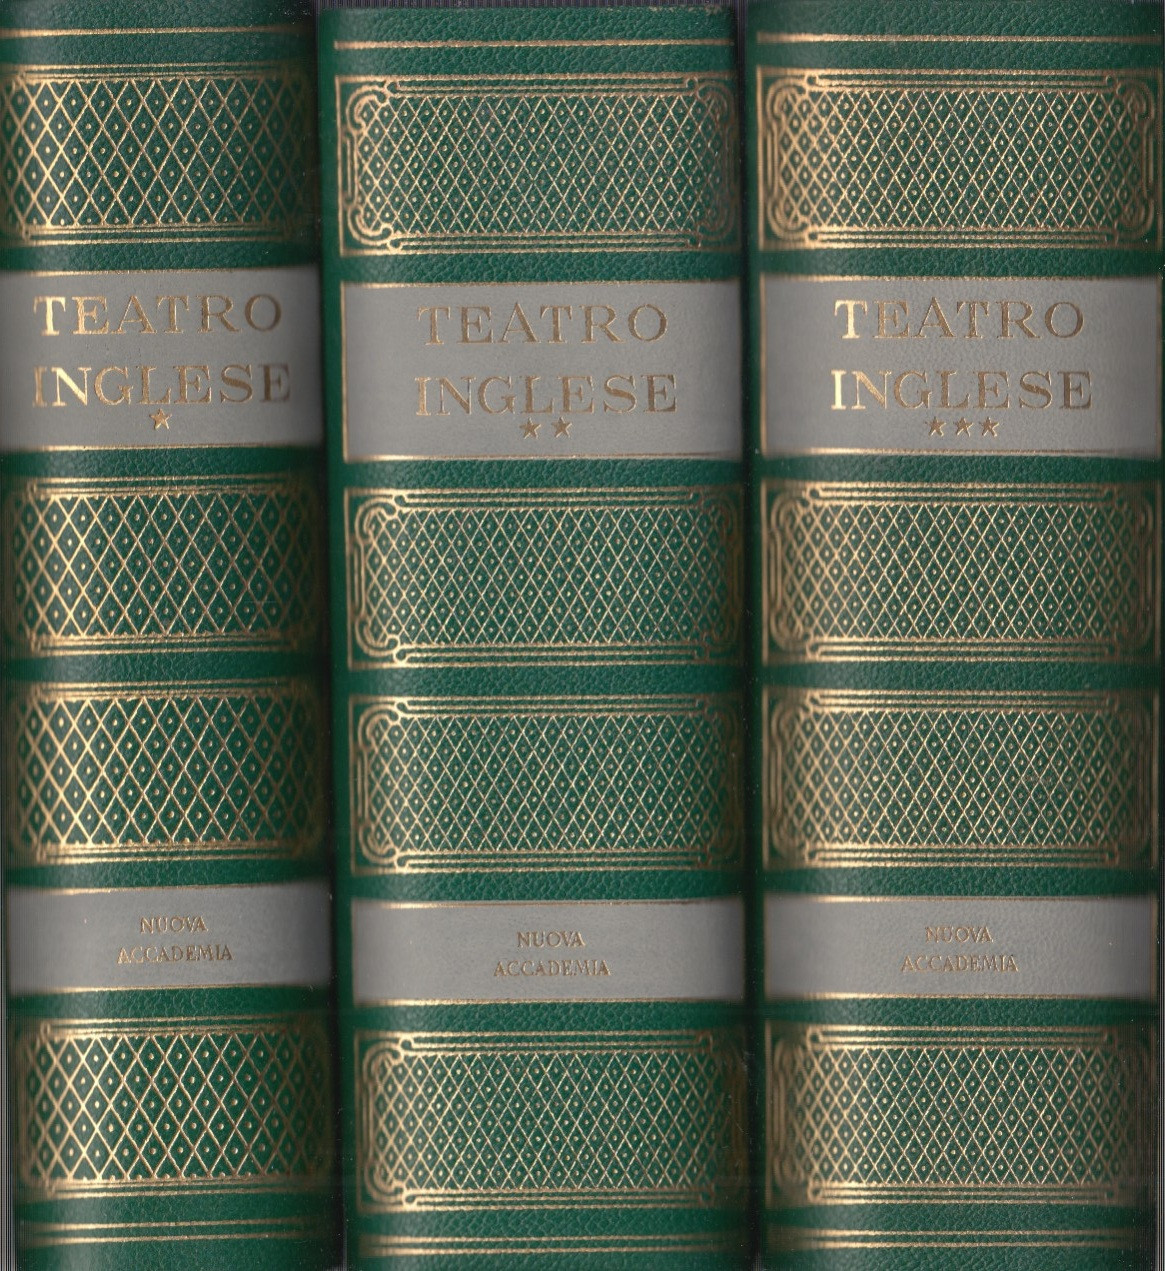 TEATRO
INGLESE
★
NUOVA
ACCADEMIA
TEATRO
INGLESE
★★
NUOVA
ACCADEMIA
TEATRO
INGLESE
★★★
NUOVA
ACCADEMIA